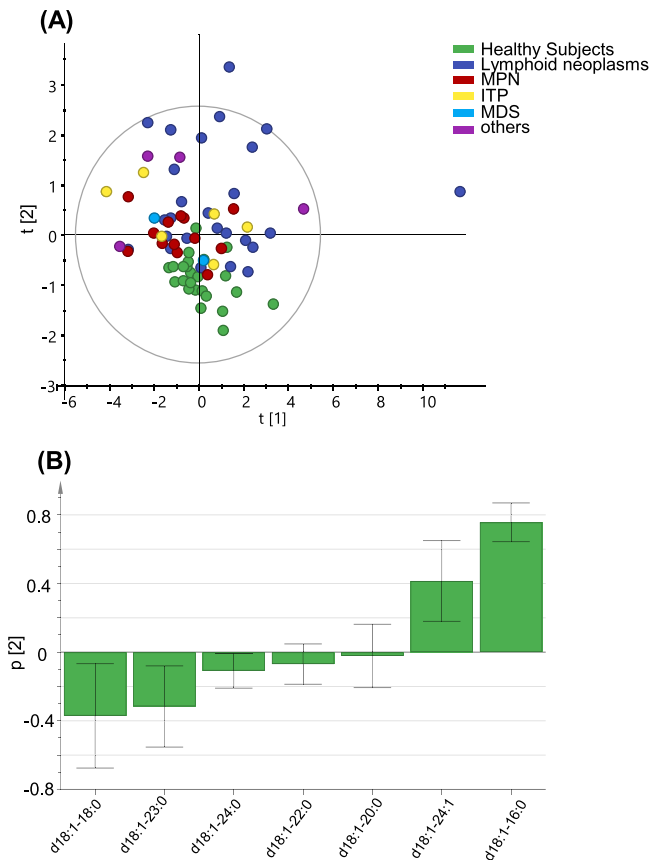 (A)
Healthy Subjects
Lymphoid neoplasms
MPN
ITP
MDS
others
3
2
1
0
-1
-2
-3
t [2]
-6 -4 -2 0 2 4 6 8 10
t [1]
(B)
0.8
0.4
0
-0.4
-0.8
p [2]
d18:1-18:0
d18:1-23:0
d18:1-24:0
d18:1-22:0
d18:1-20:0
d18:1-24:1
d18:1-16:0